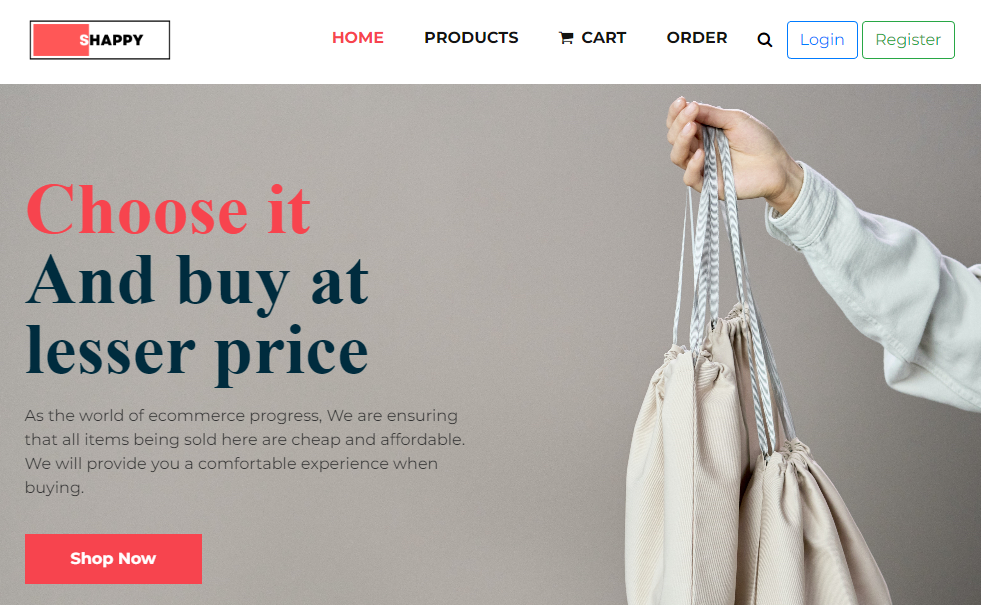 SHAPPY
HOME PRODUCTS CART ORDER Login Register
Choose it
And buy at
lesser price
As the world of ecommerce progress, We are ensuring
that all items being sold here are cheap and affordable.
We will provide you a comfortable experience when
buying.
Shop Now